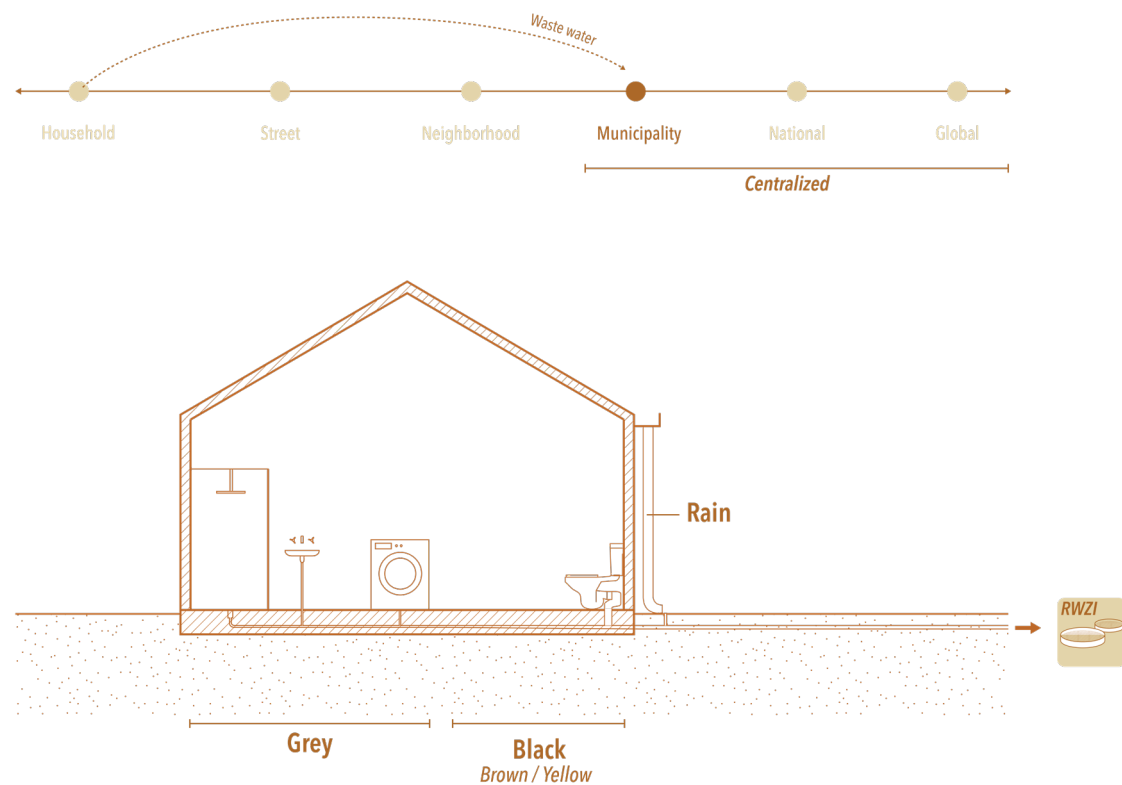 Waste water
Household
Street
Neighborhood
Municipality
National
Global
Centralized
Rain
RWZI
Grey
Black
Brown / Yellow